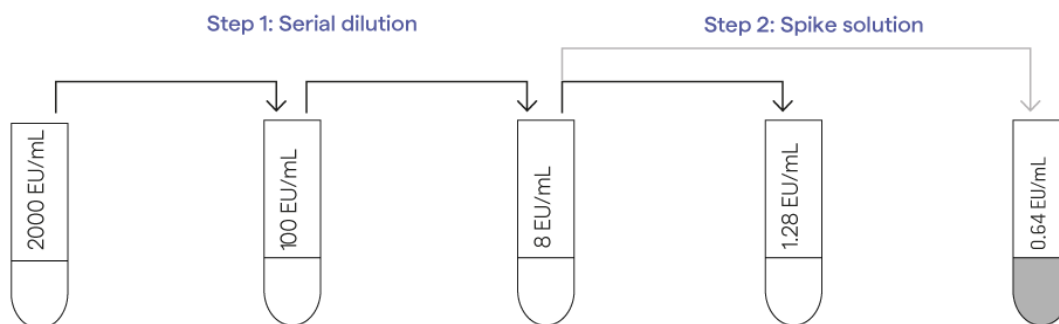 Step 1: Serial dilution
Step 2: Spike solution
2000 EU/mL
100 EU/mL
8 EU/mL
1.28 EU/mL
0.64 EU/mL